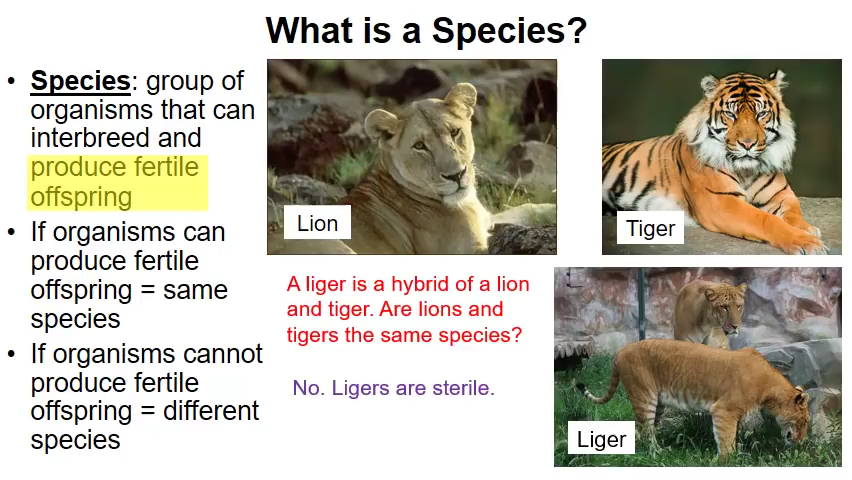 What is a Species?
• Species: group of
organisms that can
interbreed and
produce fertile
offspring
• If organisms can
produce fertile
offspring = same
species
• If organisms cannot
produce fertile
offspring = different
species
Lion
Tiger
A liger is a hybrid of a lion
and tiger. Are lions and
tigers the same species?
No. Ligers are sterile.
Liger